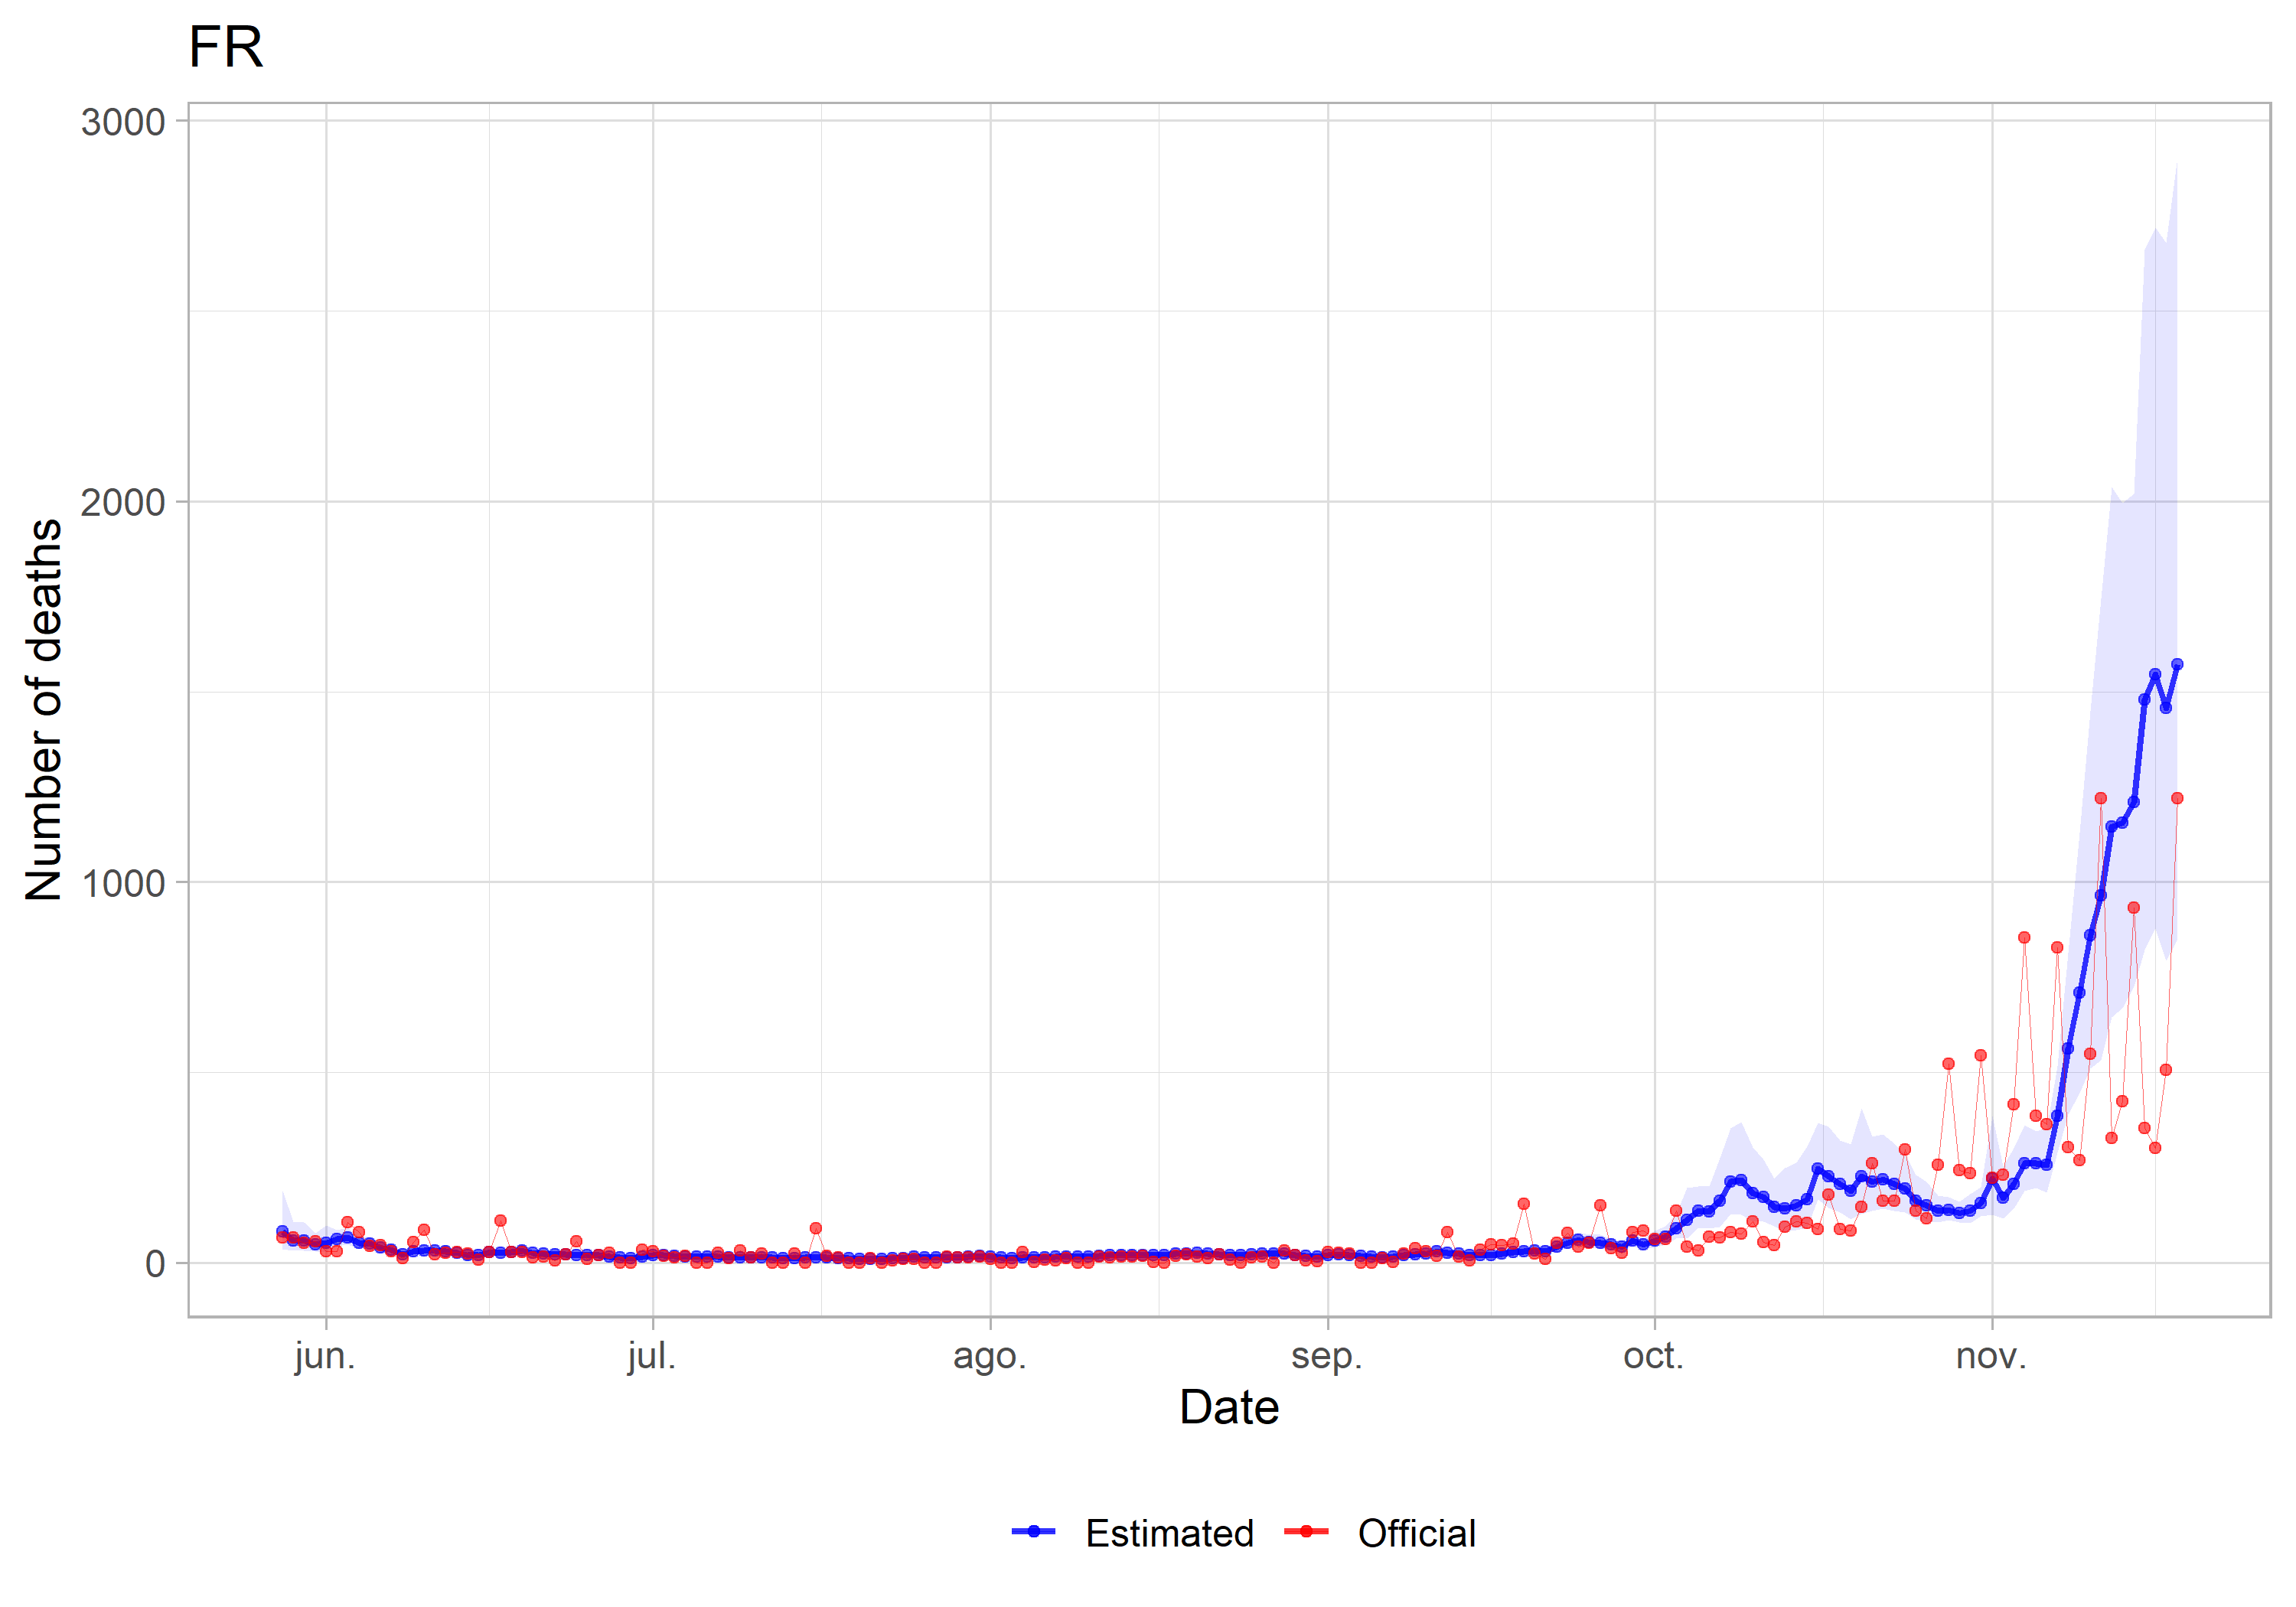 FR
3000
2000
1000
0
Number of deaths
jun. jul. ago. sep. oct. nov.
Date
Estimated Official